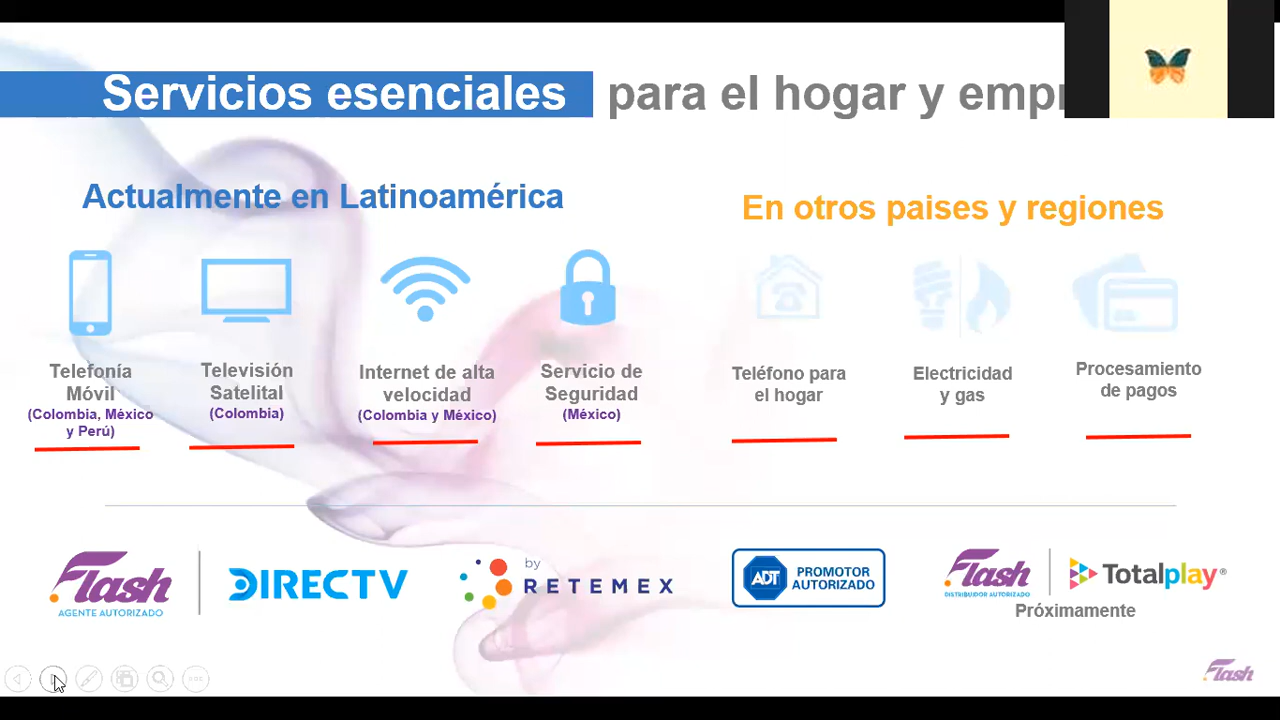 Servicios esenciales para el hogar y
Actualmente en Latinoamérica
En otros paises y regiones
Telefonía
Móvil
(Colombia, México
y Perú)
Televisión
Satelital
(Colombia)
Internet de alta
velocidad
(Colombia y México)
Servicio de
Seguridad
(México)
Teléfono para
el hogar
Electricidad
y gas
Procesamiento
de pagos
Flash
AGENTE AUTORIZADO
DIRECTV
by
RETEMEX
ADT
PROMOTOR
AUTORIZADO
Flash
DISTRIBUIDOR AUTORIZADO
Totalplay®
Próximamente
Flash